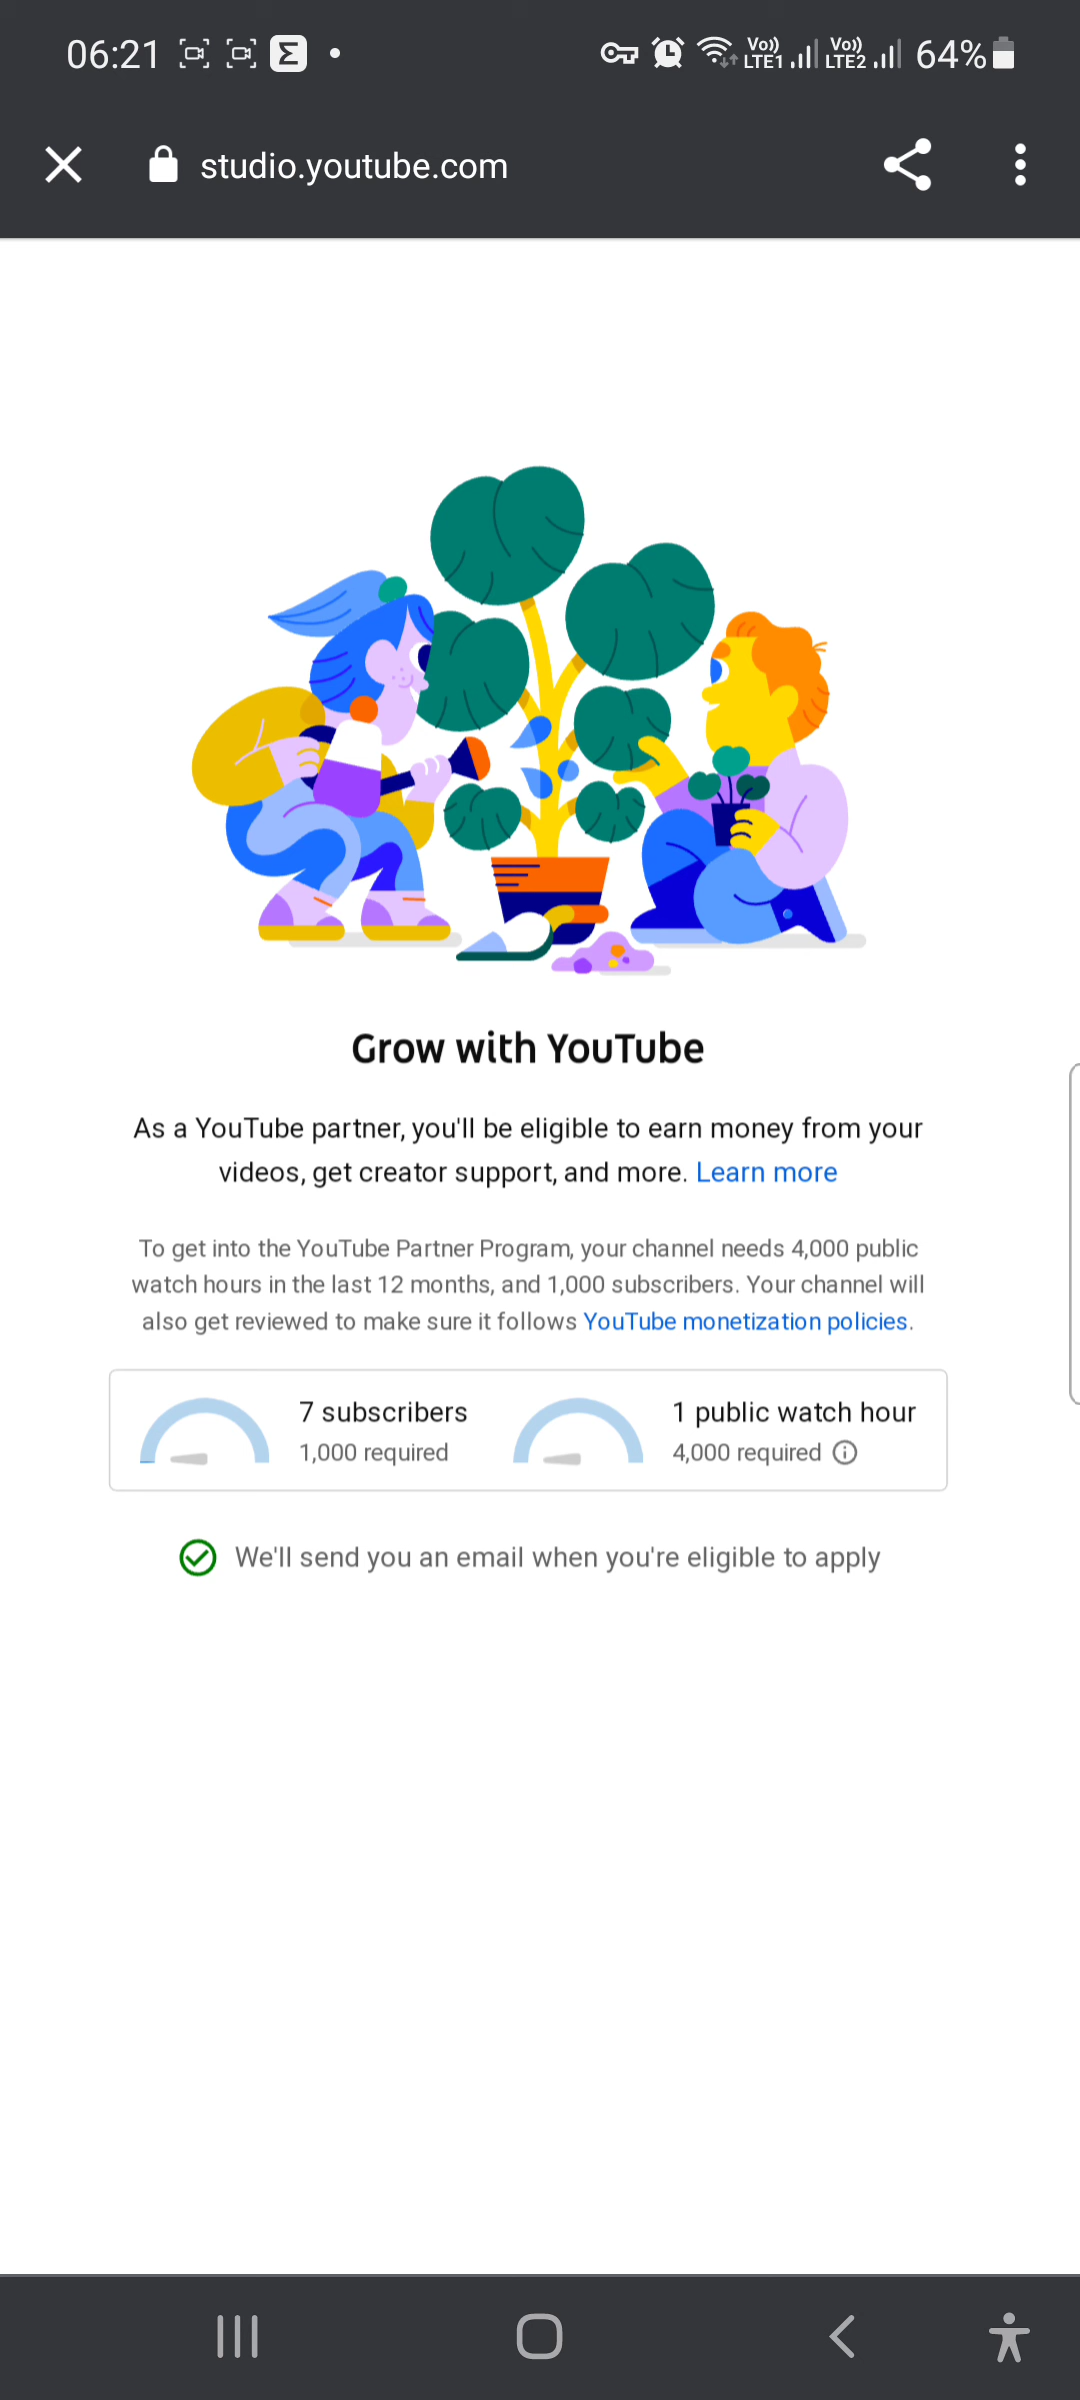 06:21
Vo)) LTE1 Vo)) LTE2 64%
studio.youtube.com
Grow with YouTube
As a YouTube partner, you'll be eligible to earn money from your
videos, get creator support, and more. Learn more
To get into the YouTube Partner Program, your channel needs 4,000 public
watch hours in the last 12 months, and 1,000 subscribers. Your channel will
also get reviewed to make sure it follows YouTube monetization policies.
7 subscribers
1,000 required
1 public watch hour
4,000 required
We'll send you an email when you're eligible to apply